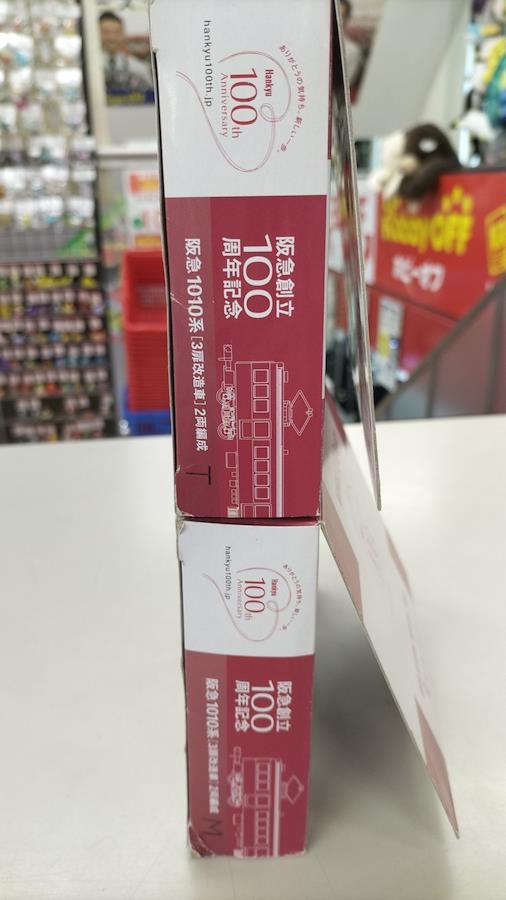 ありがとうの気持ち。新しい一歩。
Hankyu
100th
Anniversary
hankyu100th.jp
阪急創立
100
周年記念
阪急 1010系 [3扉改造車] 2両編成
T
ありがとうの気持ち。新しい一歩。
Hankyu
100th
Anniversary
hankyu100th.jp
阪急創立
100
周年記念
阪急 1010系 [3扉改造車] 2両編成
M
OFF